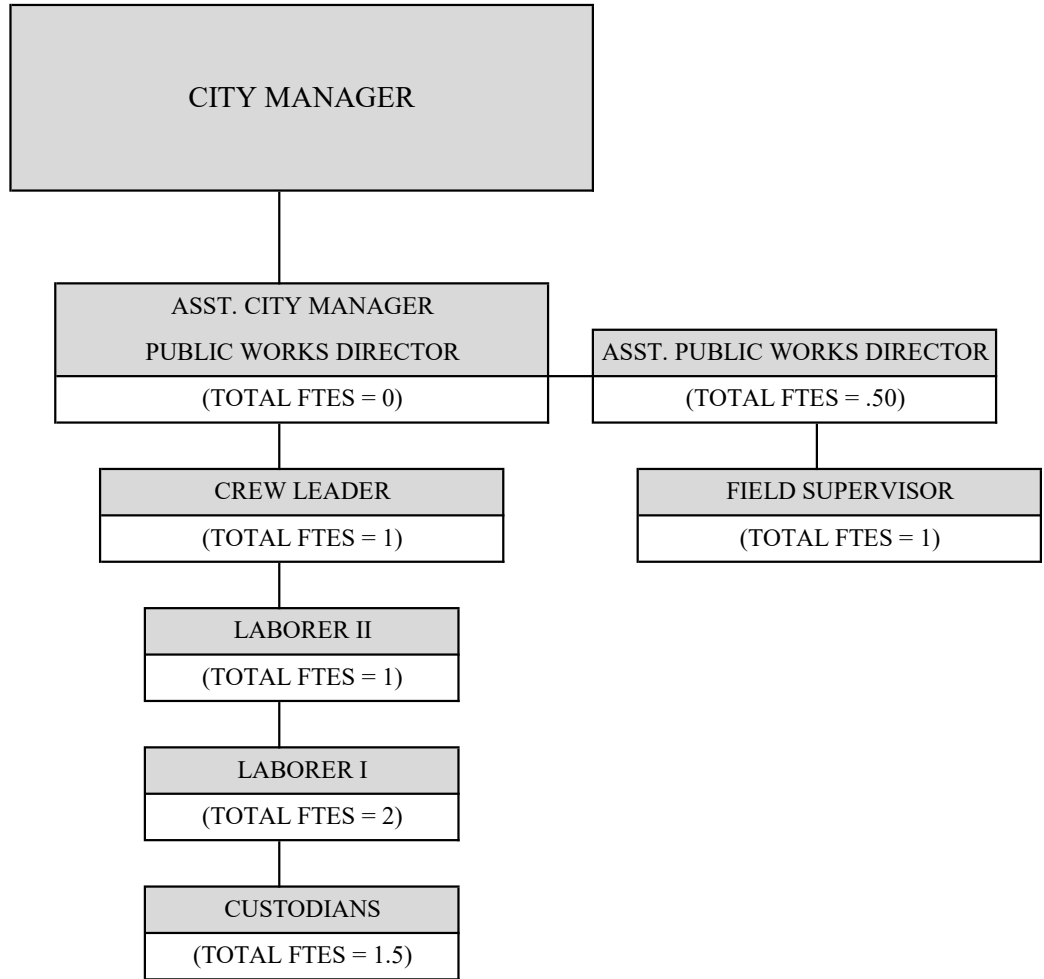 CITY MANAGER
ASST. CITY MANAGER
PUBLIC WORKS DIRECTOR
(TOTAL FTES = 0)
ASST. PUBLIC WORKS DIRECTOR
(TOTAL FTES = .50)
CREW LEADER
(TOTAL FTES = 1)
FIELD SUPERVISOR
(TOTAL FTES = 1)
LABORER II
(TOTAL FTES = 1)
LABORER I
(TOTAL FTES = 2)
CUSTODIANS
(TOTAL FTES = 1.5)